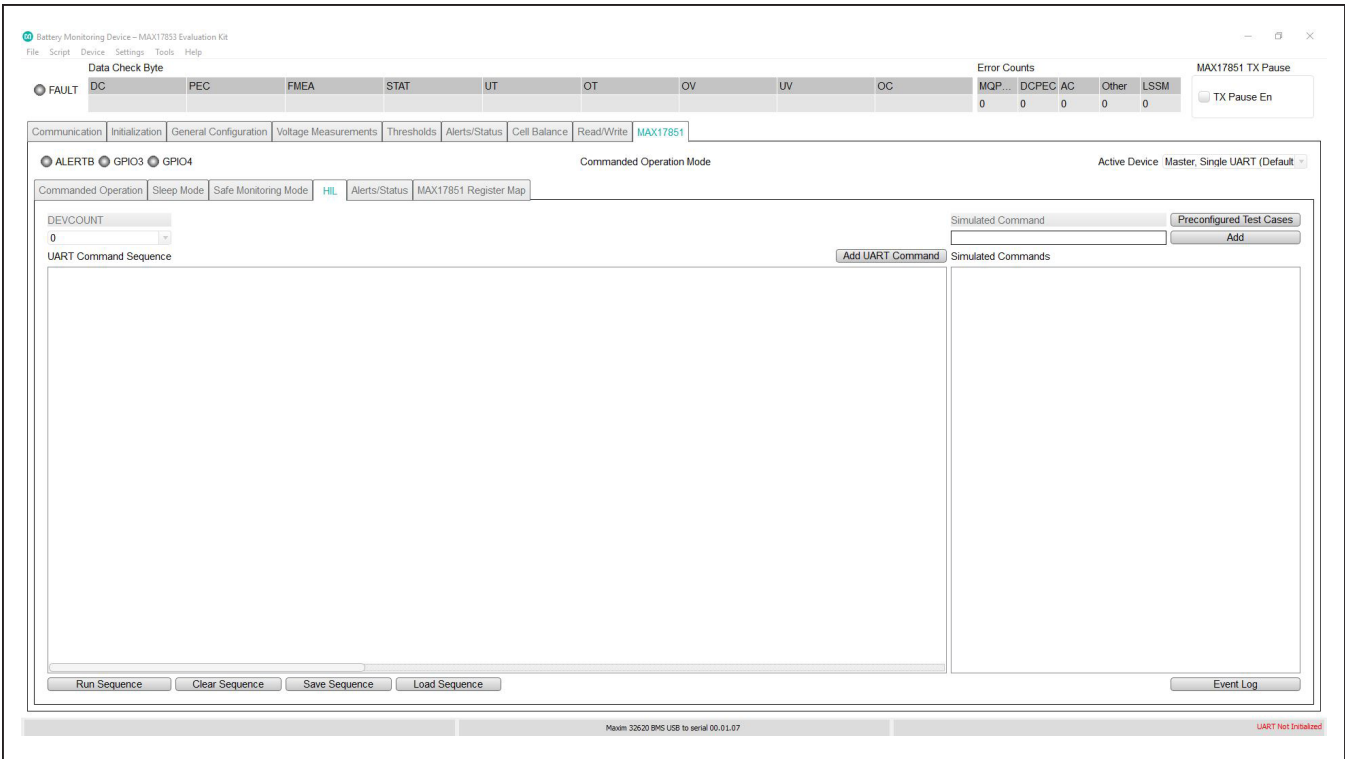 Battery Monitoring Device – MAX17853 Evaluation Kit
File Script Device Settings Tools Help
Data Check Byte Error Counts MAX17851 TX Pause
FAULT DC PEC FMEA STAT UT OT OV UV OC MQP... DCPEC AC Other LSSM
0 0 0 0 0 TX Pause En
Communication Initialization General Configuration Voltage Measurements Thresholds Alerts/Status Cell Balance Read/Write MAX17851
ALERTB GPIO3 GPIO4 Commanded Operation Mode Active Device Master, Single UART (Default
Commanded Operation Sleep Mode Safe Monitoring Mode HIL Alerts/Status MAX17851 Register Map
DEVCOUNT Simulated Command Preconfigured Test Cases
0 Add
UART Command Sequence Add UART Command Simulated Commands
Run Sequence Clear Sequence Save Sequence Load Sequence Event Log
Maxim 32620 BMS USB to serial 00.01.07 UART Not Initialized